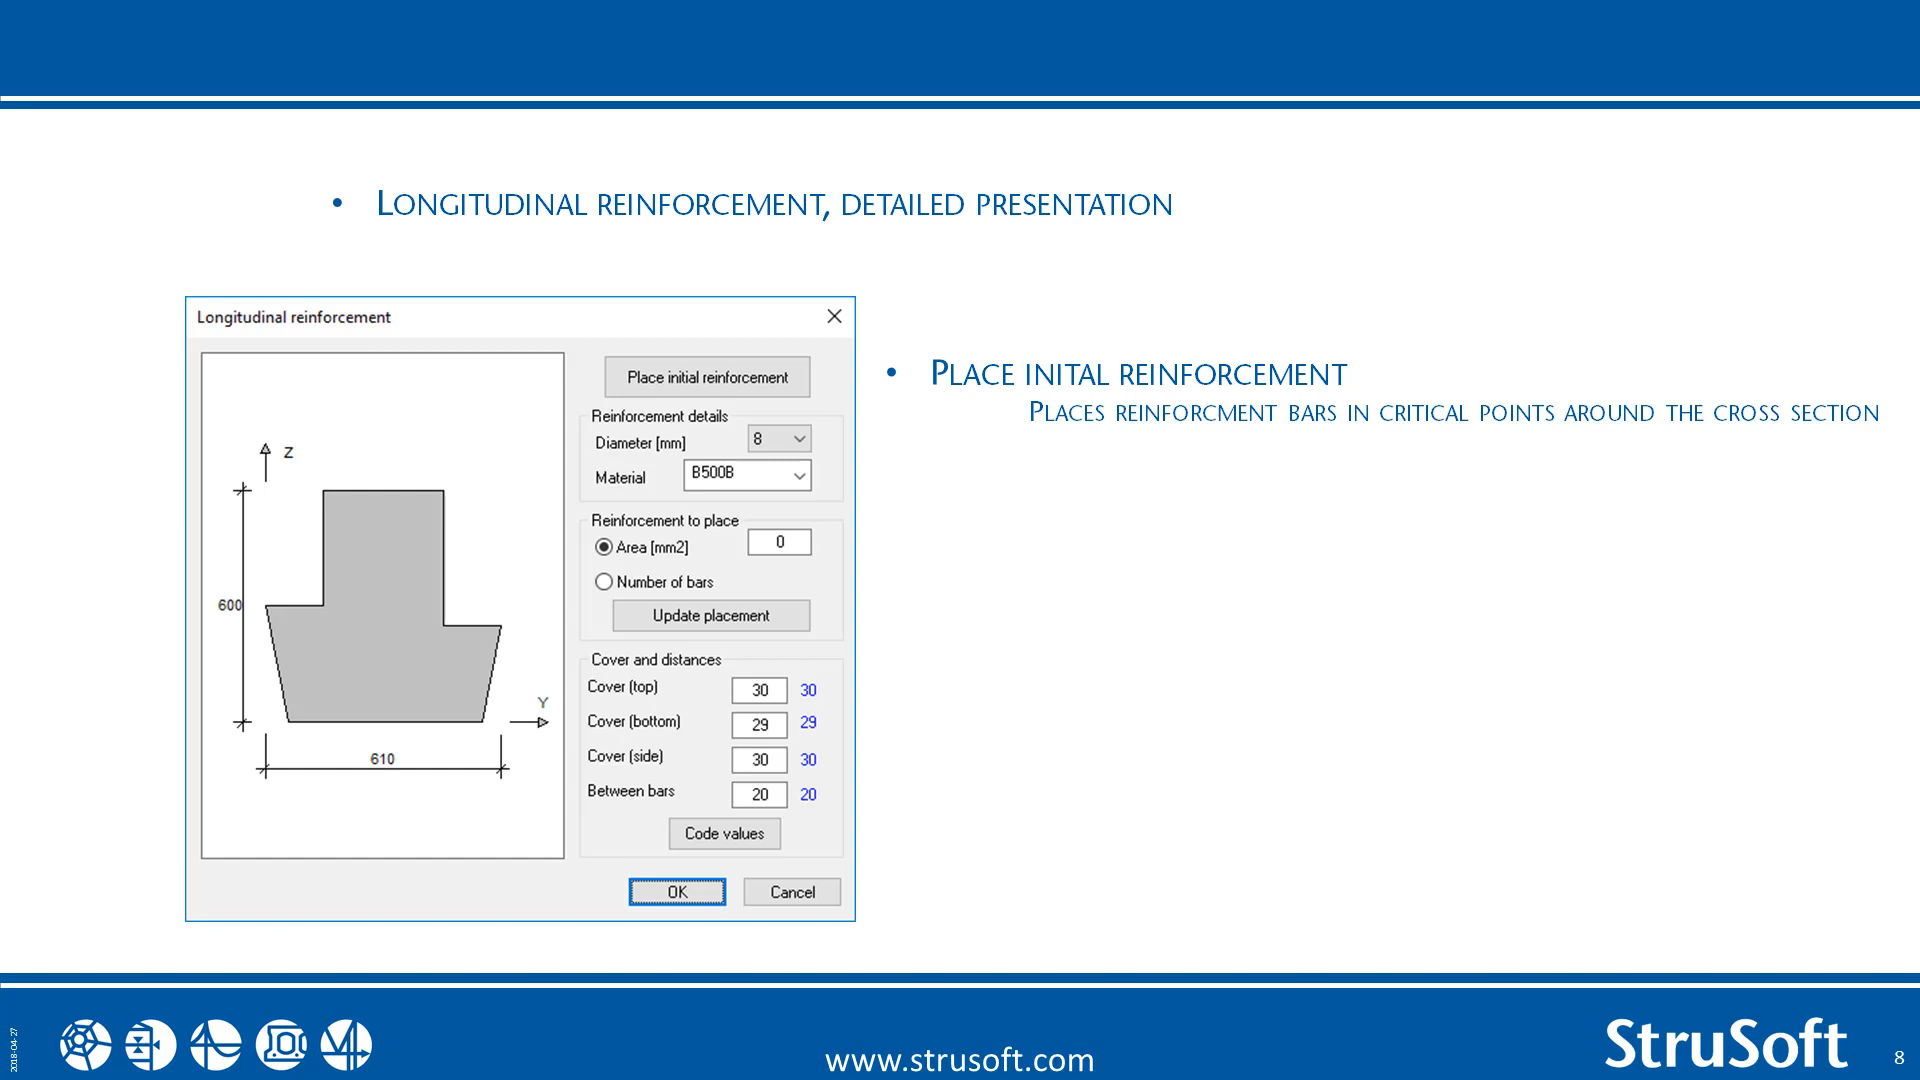 • Longitudinal reinforcement, detailed presentation
Longitudinal reinforcement
Z
600
610
Y
Place initial reinforcement
Reinforcement details
Diameter [mm] 8
Material B500B
Reinforcement to place
Area [mm2] 0
Number of bars
Update placement
Cover and distances
Cover (top) 30 30
Cover (bottom) 29 29
Cover (side) 30 30
Between bars 20 20
Code values
OK Cancel
• Place inital reinforcement
Places reinforcment bars in critical points around the cross section
2018-04-27
www.strusoft.com
StruSoft
8